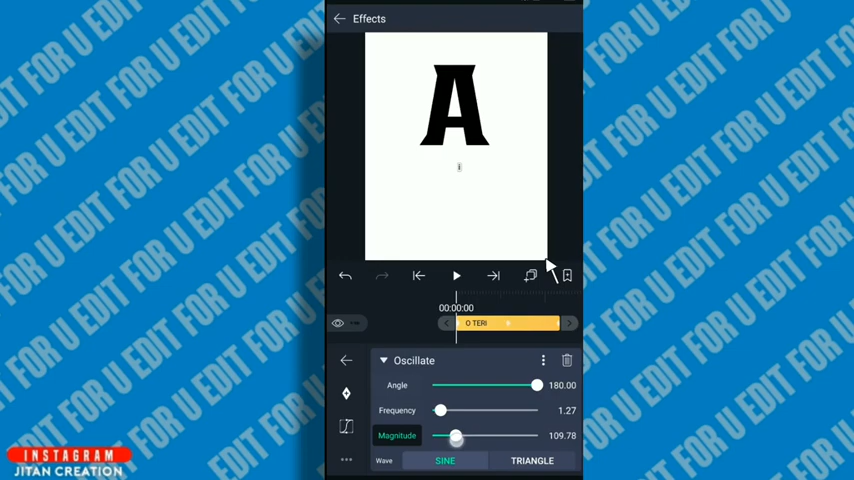 Effects
A
00:00:00
O TERI
Oscillate
Angle 180.00
Frequency 1.27
Magnitude 109.78
Wave SINE TRIANGLE
EDIT FOR U EDIT FOR U EDIT FOR U
INSTAGRAM
JITAN CREATION